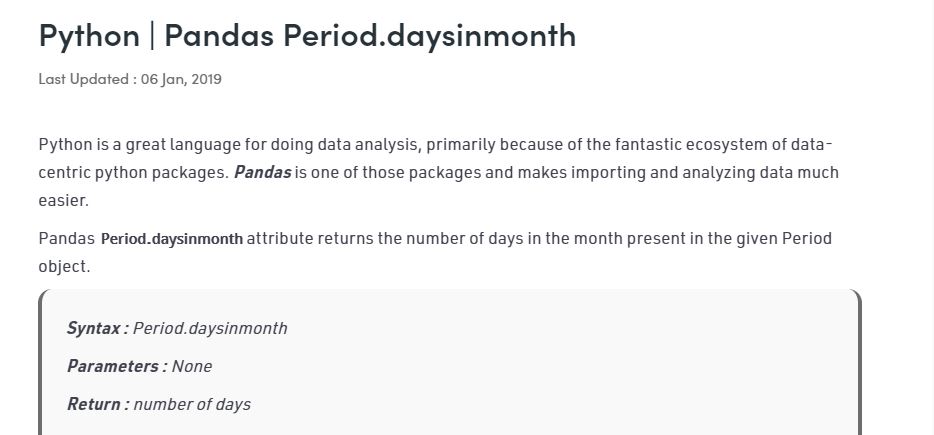 Python | Pandas Period.daysinmonth
Last Updated : 06 Jan, 2019
Python is a great language for doing data analysis, primarily because of the fantastic ecosystem of data-
centric python packages. Pandas is one of those packages and makes importing and analyzing data much
easier.
Pandas Period.daysinmonth attribute returns the number of days in the month present in the given Period
object.
Syntax : Period.daysinmonth
Parameters : None
Return : number of days